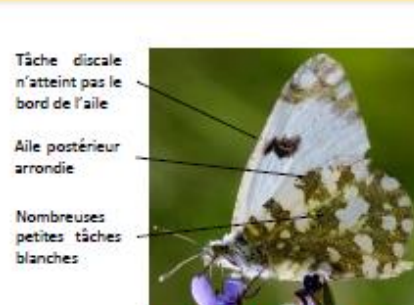 Tâche discale
n'atteint pas le
bord de l'aile
Aile postérieur
arrondie
Nombreuses
petites tâches
blanches